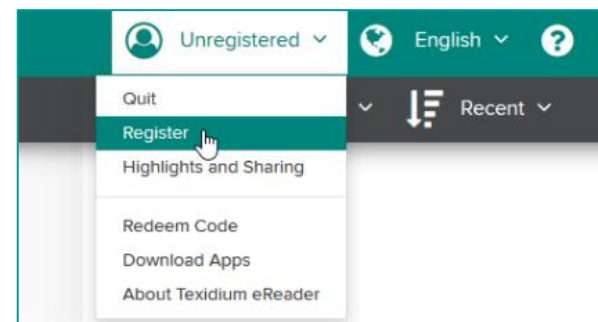 Unregistered English ?
Quit
Recent
Register
Highlights and Sharing
Redeem Code
Download Apps
About Texidium eReader